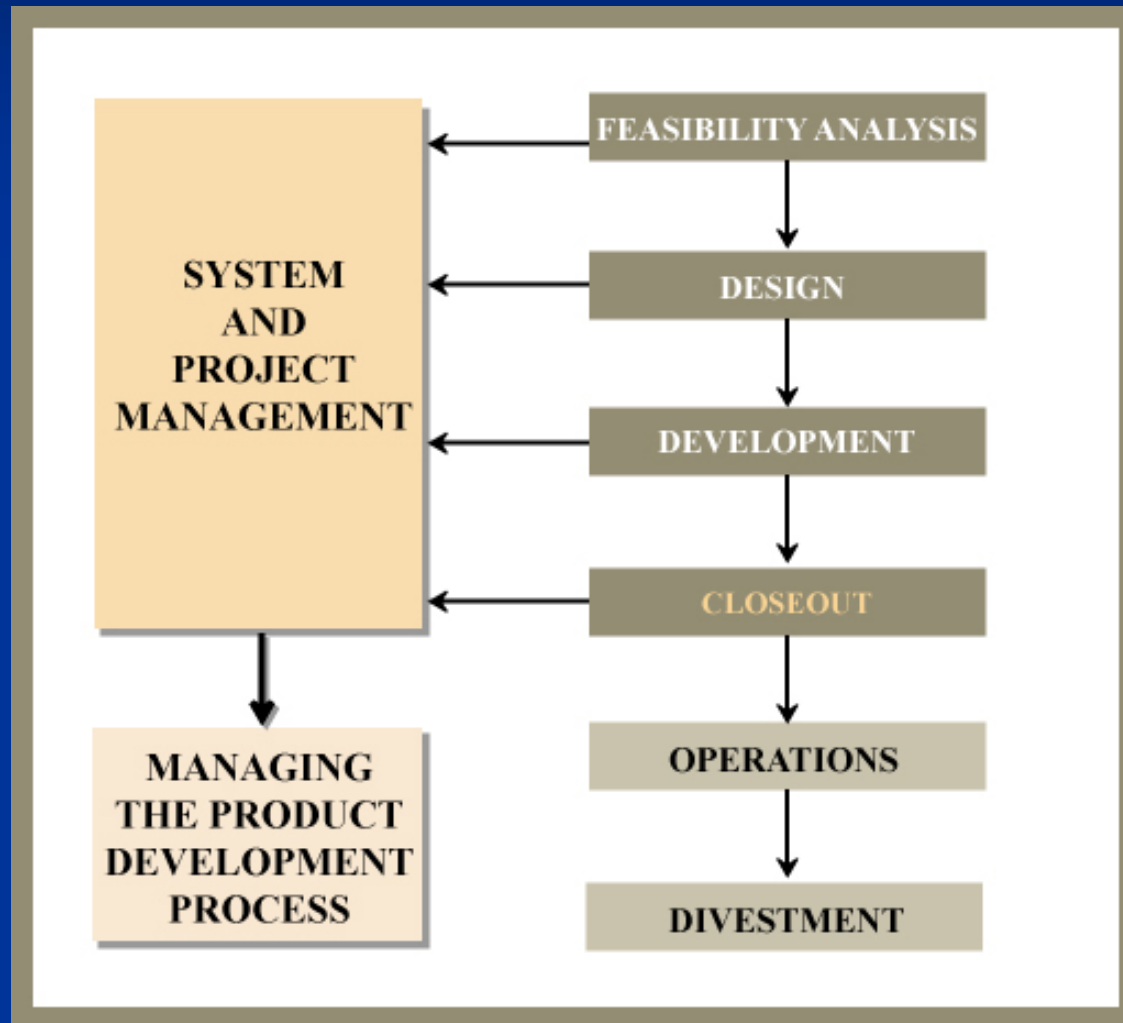 SYSTEM
AND
PROJECT
MANAGEMENT
MANAGING
THE PRODUCT
DEVELOPMENT
PROCESS
FEASIBILITY ANALYSIS
DESIGN
DEVELOPMENT
CLOSEOUT
OPERATIONS
DIVESTMENT